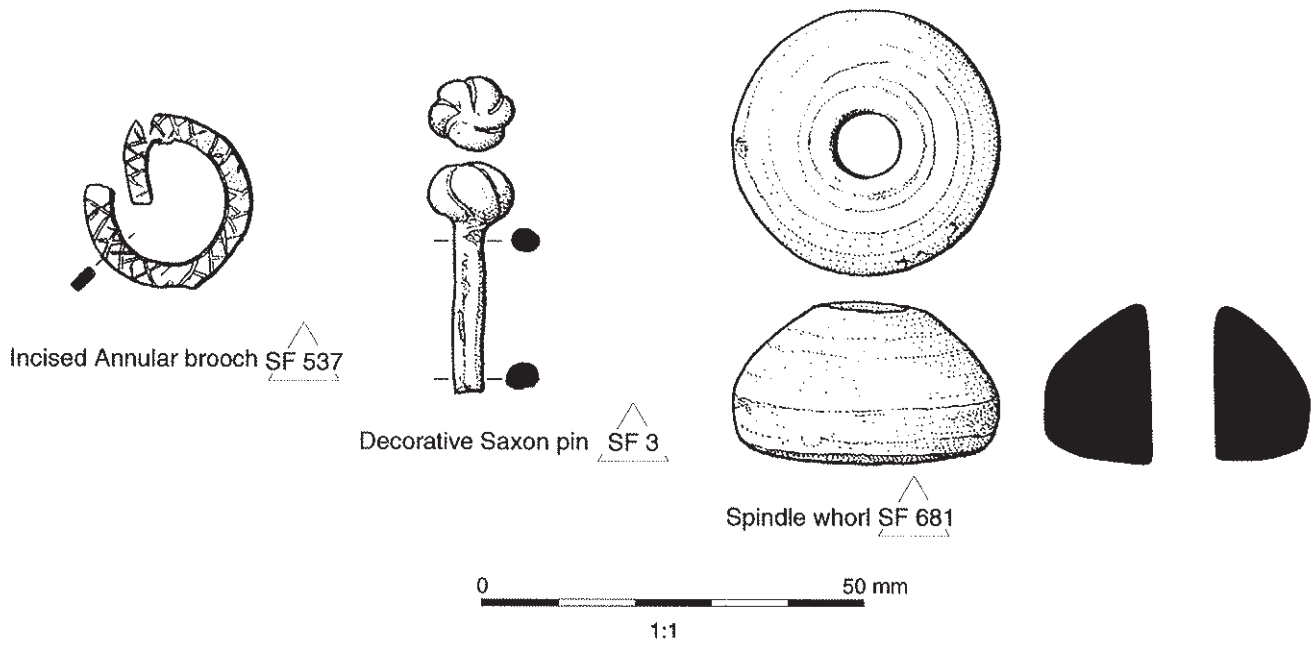 Incised Annular brooch SF 537
Decorative Saxon pin SF 3
Spindle whorl SF 681
0 50 mm
1:1